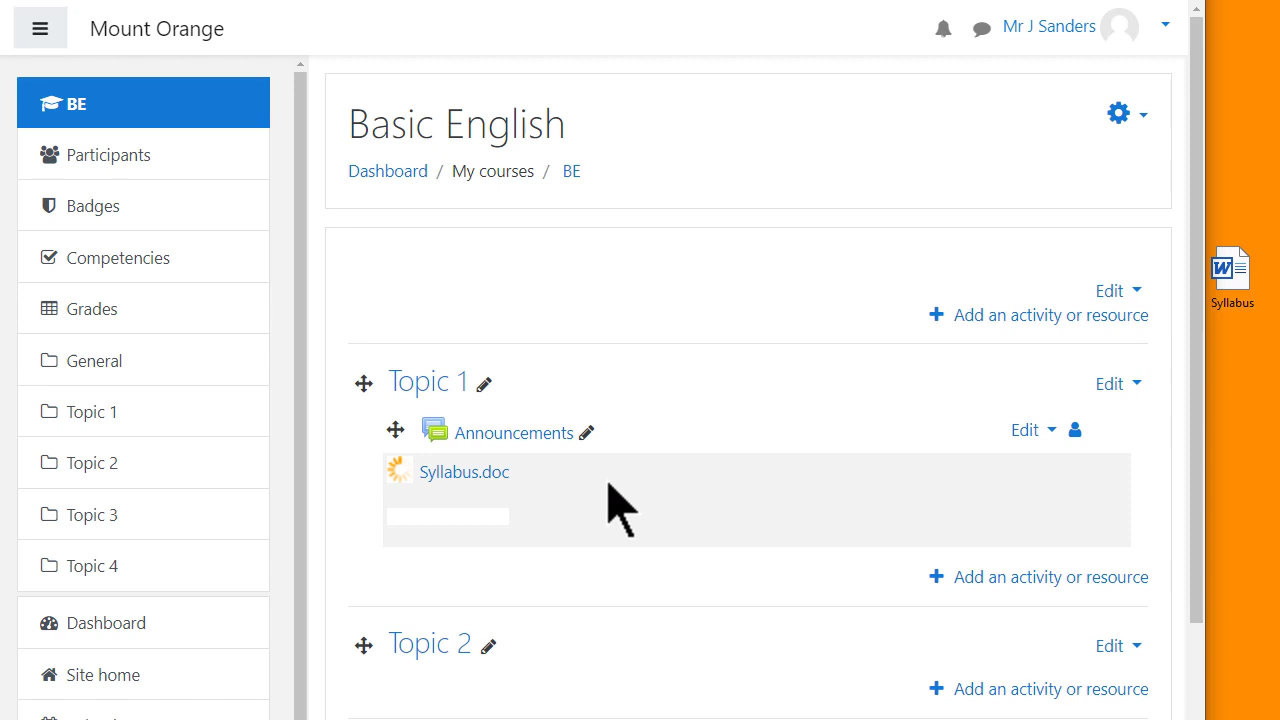 Mount Orange
Mr J Sanders
BE
Participants
Badges
Competencies
Grades
General
Topic 1
Topic 2
Topic 3
Topic 4
Dashboard
Site home
Basic English
Dashboard / My courses / BE
Edit
Add an activity or resource
Topic 1
Edit
Announcements
Edit
Syllabus.doc
Add an activity or resource
Topic 2
Edit
Add an activity or resource
W
Syllabus